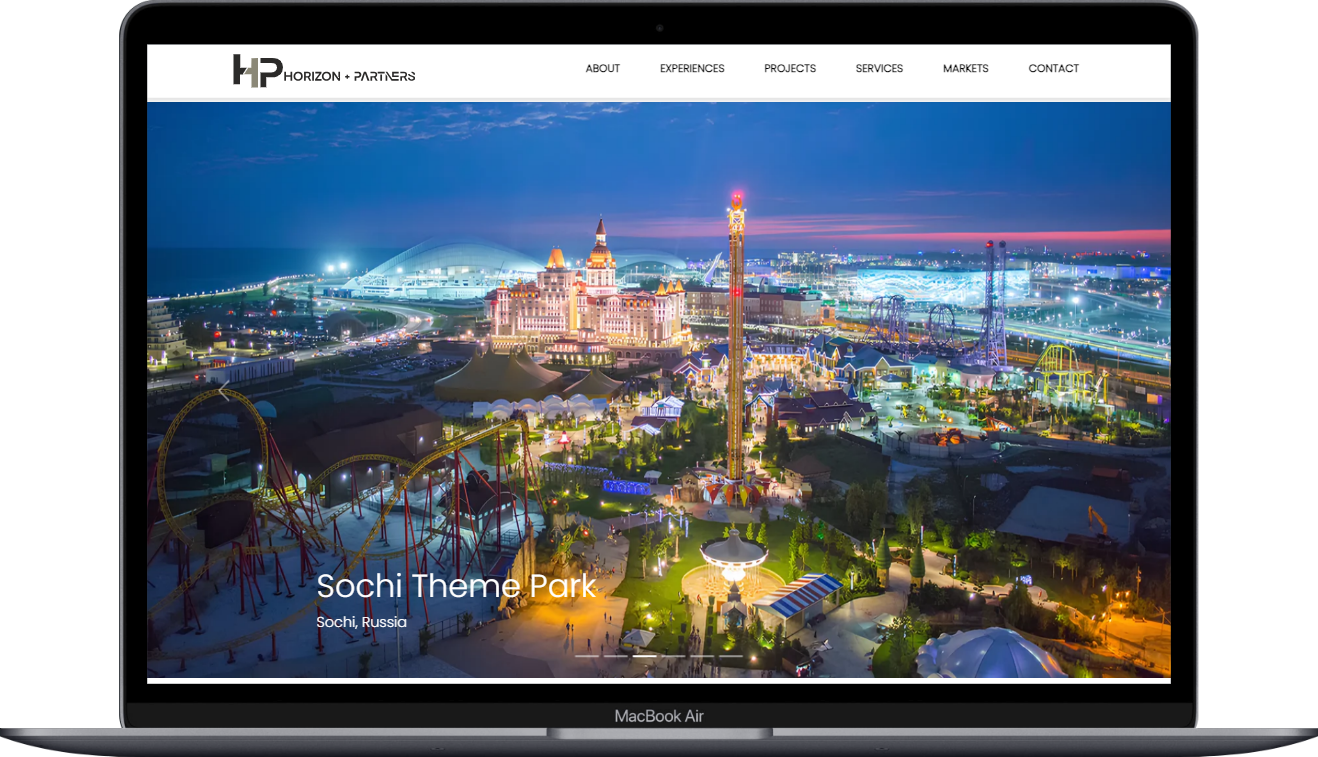 HP HORIZON + PARTNERS
ABOUT EXPERIENCES PROJECTS SERVICES MARKETS CONTACT
Sochi Theme Park
Sochi, Russia
MacBook Air